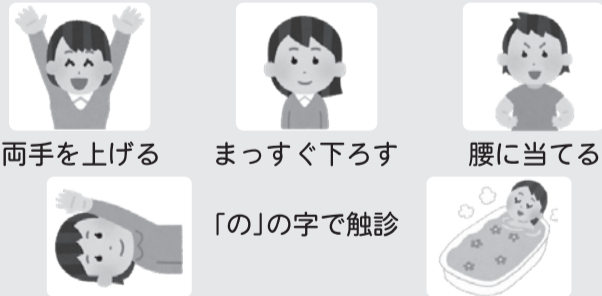 両手を上げる
まっすぐ下ろす
腰に当てる
「の」の字で触診